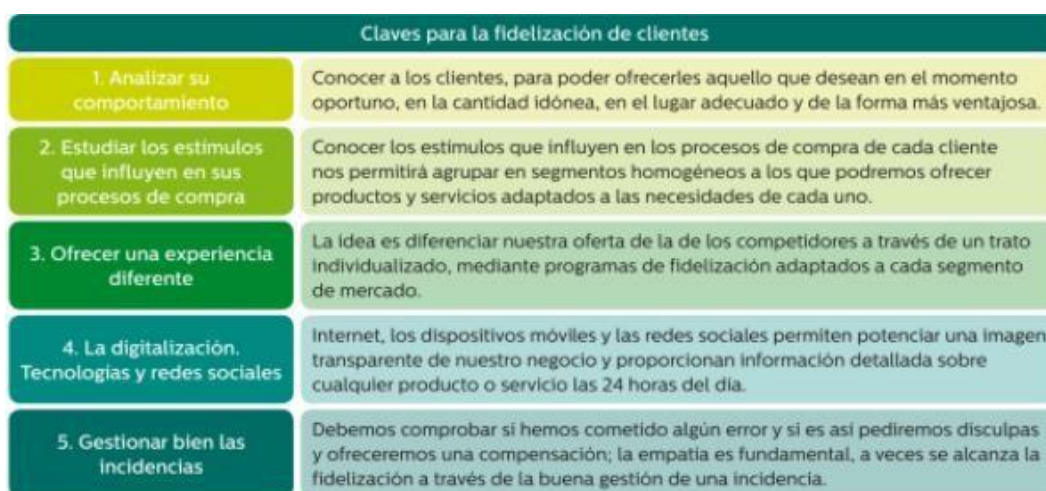 Claves para la fidelización de clientes
1. Analizar su
comportamiento
Conocer a los clientes, para poder ofrecerles aquello que desean en el momento
oportuno, en la cantidad idónea, en el lugar adecuado y de la forma más ventajosa.
2. Estudiar los estímulos
que influyen en sus
procesos de compra
Conocer los estímulos que influyen en los procesos de compra de cada cliente
nos permitirá agrupar en segmentos homogéneos a los que podremos ofrecer
productos y servicios adaptados a las necesidades de cada uno.
3. Ofrecer una experiencia
diferente
La idea es diferenciar nuestra oferta de la de los competidores a través de un trato
individualizado, mediante programas de fidelización adaptados a cada segmento
de mercado.
4. La digitalización.
Tecnologías y redes sociales
Internet, los dispositivos móviles y las redes sociales permiten potenciar una imagen
transparente de nuestro negocio y proporcionan información detallada sobre
cualquier producto o servicio las 24 horas del día.
5. Gestionar bien las
incidencias
Debemos comprobar si hemos cometido algún error y si es así pediremos disculpas
y ofreceremos una compensación; la empatía es fundamental, a veces se alcanza la
fidelización a través de la buena gestión de una incidencia.